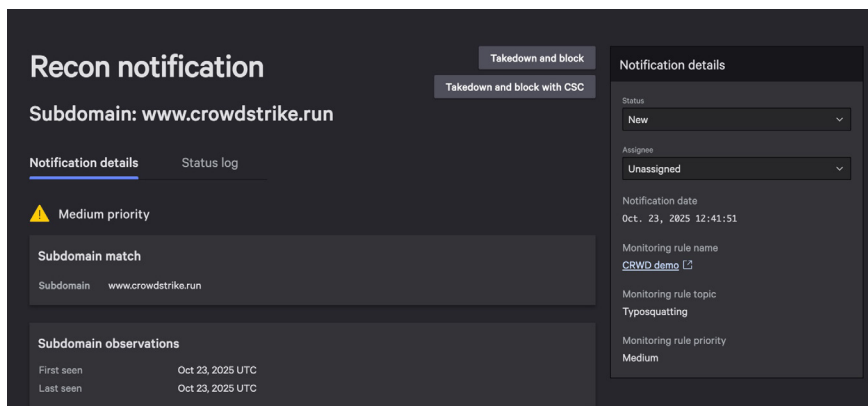 Recon notification
Takedown and block
Takedown and block with CSC
Subdomain: www.crowdstrike.run
Notification details
Status log
Medium priority
Subdomain match
Subdomain www.crowdstrike.run
Subdomain observations
First seen Oct 23, 2025 UTC
Last seen Oct 23, 2025 UTC
Notification details
Status
New
Assignee
Unassigned
Notification date
Oct. 23, 2025 12:41:51
Monitoring rule name
CRWD demo
Monitoring rule topic
Typosquatting
Monitoring rule priority
Medium